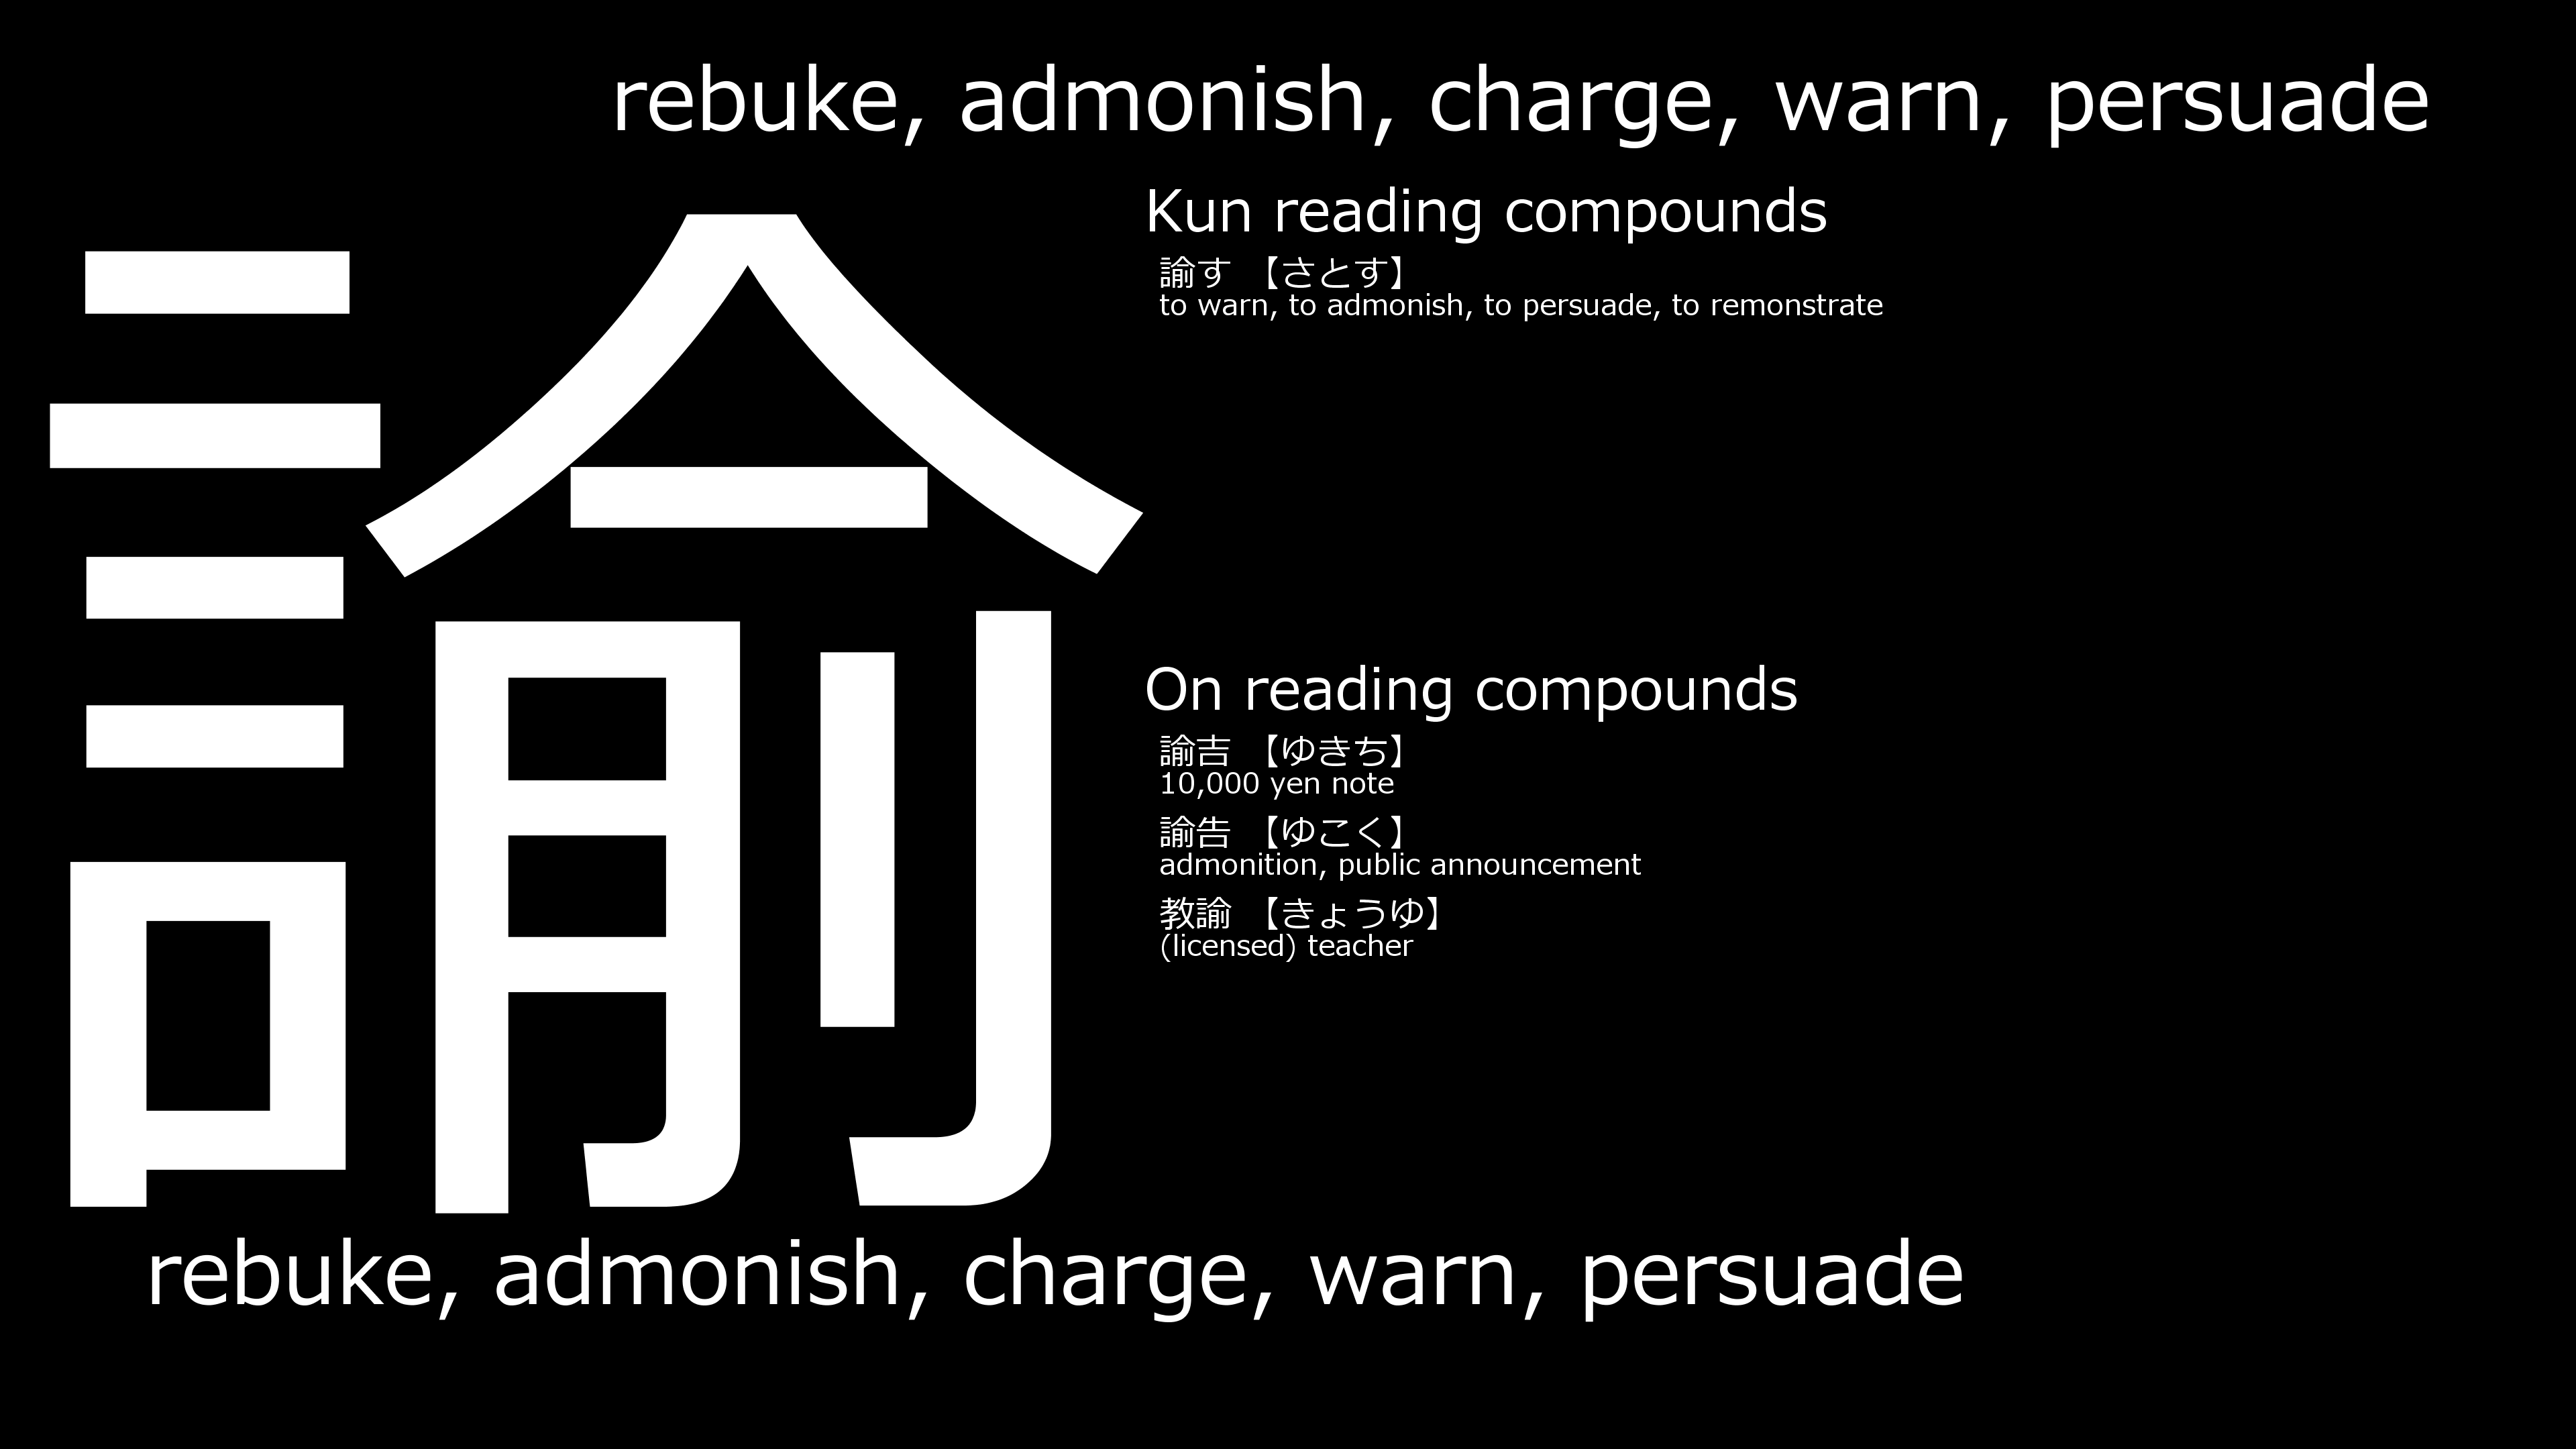 rebuke, admonish, charge, warn, persuade
諭
Kun reading compounds
諭す 【さとす】
to warn, to admonish, to persuade, to remonstrate
On reading compounds
諭吉 【ゆきち】
10,000 yen note
諭告 【ゆこく】
admonition, public announcement
教諭 【きょうゆ】
(licensed) teacher
rebuke, admonish, charge, warn, persuade